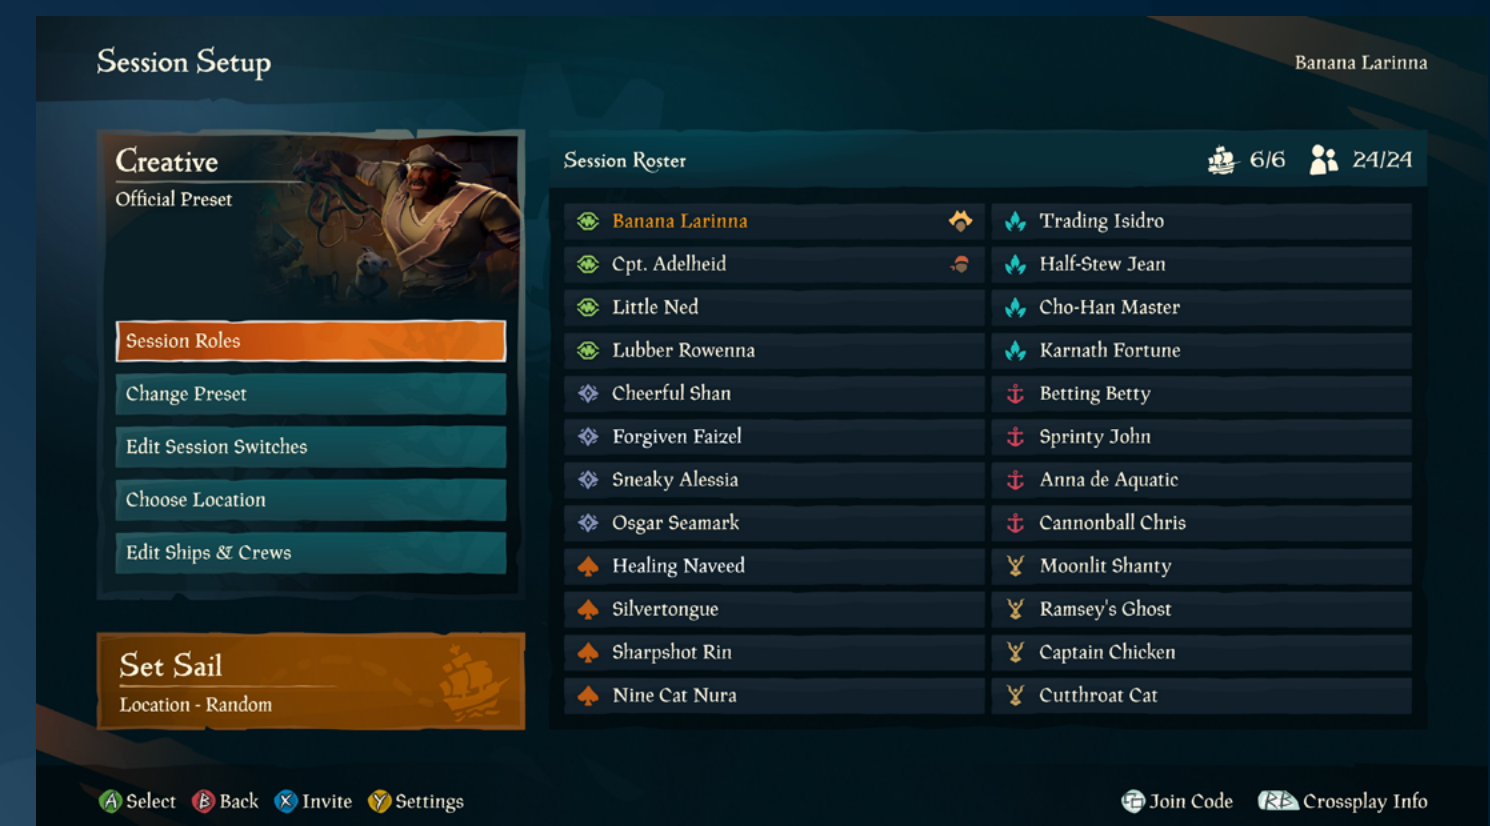 Session Setup
Banana Larinna
Creative
Official Preset
Session Roles
Change Preset
Edit Session Switches
Choose Location
Edit Ships & Crews
Set Sail
Location - Random
Session Roster
6/6
24/24
Banana Larinna
Cpt. Adelheid
Little Ned
Lubber Rowenna
Cheerful Shan
Forgiven Faizel
Sneaky Alessia
Osgar Seamark
Healing Naveed
Silvertongue
Sharpshot Rin
Nine Cat Nura
Trading Isidro
Half-Stew Jean
Cho-Han Master
Karnath Fortune
Betting Betty
Sprinty John
Anna de Aquatic
Cannonball Chris
Moonlit Shanty
Ramsey's Ghost
Captain Chicken
Cutthroat Cat
A Select
B Back
X Invite
Y Settings
Join Code
RB Crossplay Info